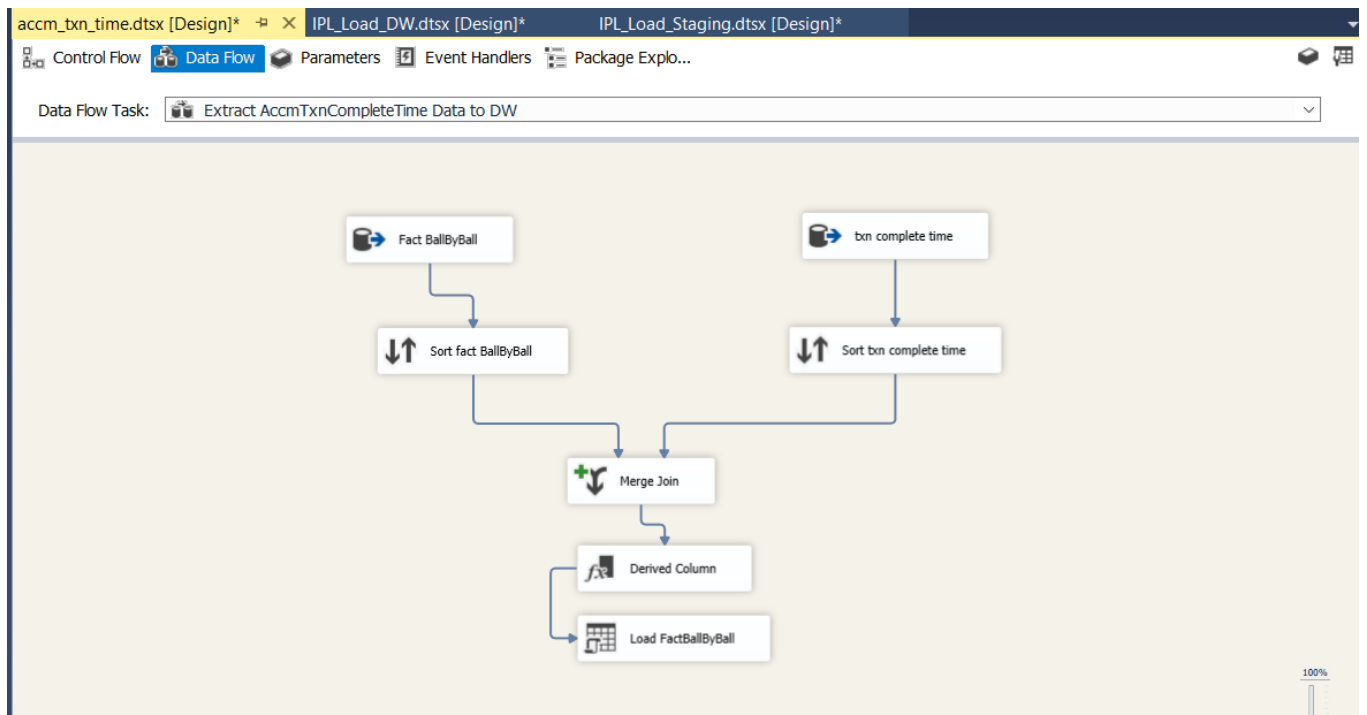 accm_txn_time.dtsx [Design]* IPL_Load_DW.dtsx [Design]* IPL_Load_Staging.dtsx [Design]*
Control Flow Data Flow Parameters Event Handlers Package Explo...
Data Flow Task: Extract AccmTxnCompleteTime Data to DW
Fact BallByBall txn complete time
Sort fact BallByBall Sort txn complete time
Merge Join
Derived Column
Load FactBallByBall
100%